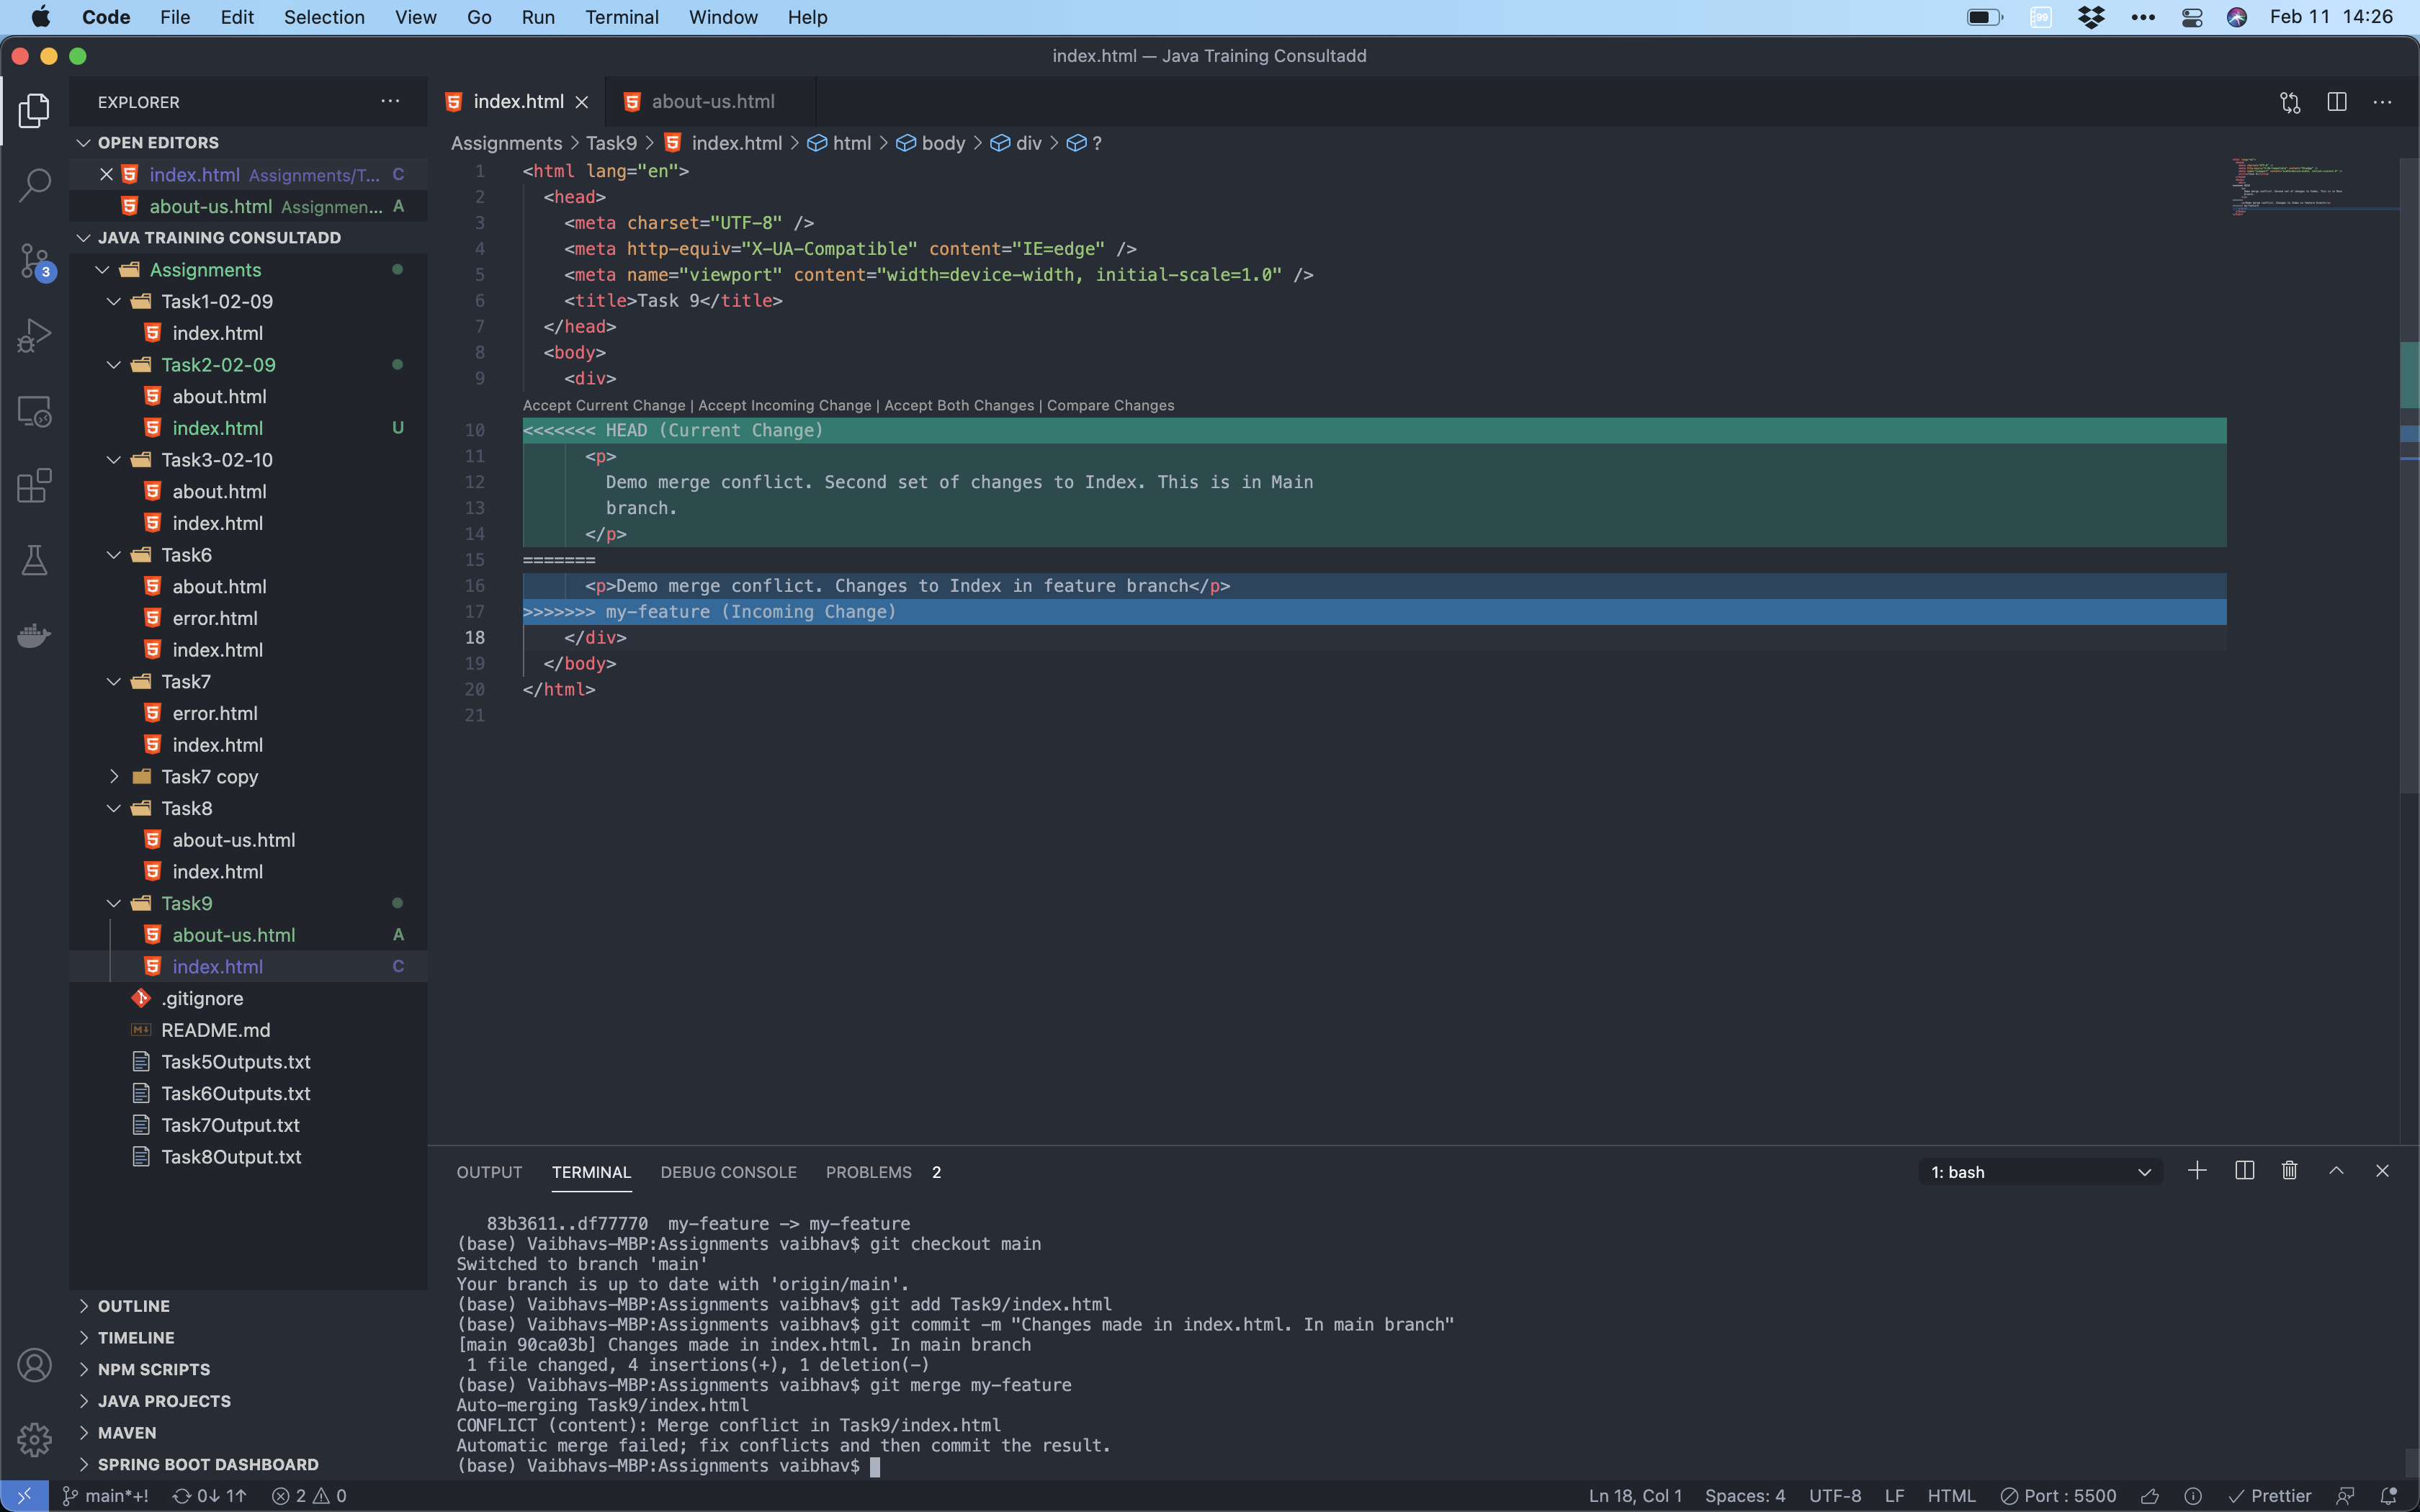 Code File Edit Selection View Go Run Terminal Window Help
99 Feb 11 14:26
index.html — Java Training Consultadd
EXPLORER
OPEN EDITORS
index.html Assignments/T... C
about-us.html Assignmen... A
JAVA TRAINING CONSULTADD
Assignments
Task1-02-09
index.html
Task2-02-09
about.html
index.html U
Task3-02-10
about.html
index.html
Task6
about.html
error.html
index.html
Task7
error.html
index.html
Task7 copy
Task8
about-us.html
index.html
Task9
about-us.html A
index.html C
.gitignore
README.md
Task5Outputs.txt
Task6Outputs.txt
Task7Output.txt
Task8Output.txt
OUTLINE
TIMELINE
NPM SCRIPTS
JAVA PROJECTS
MAVEN
SPRING BOOT DASHBOARD
3
index.html about-us.html
Assignments > Task9 > index.html > html > body > div > ?
1 <html lang="en">
2 <head>
3 <meta charset="UTF-8" />
4 <meta http-equiv="X-UA-Compatible" content="IE=edge" />
5 <meta name="viewport" content="width=device-width, initial-scale=1.0" />
6 <title>Task 9</title>
7 </head>
8 <body>
9 <div>
Accept Current Change | Accept Incoming Change | Accept Both Changes | Compare Changes
10 <<<<<<< HEAD (Current Change)
11 <p>
12 Demo merge conflict. Second set of changes to Index. This is in Main
13 branch.
14 </p>
15 =======
16 <p>Demo merge conflict. Changes to Index in feature branch</p>
17 >>>>>>> my-feature (Incoming Change)
18 </div>
19 </body>
20 </html>
21
OUTPUT TERMINAL DEBUG CONSOLE PROBLEMS 2
1: bash
83b3611..df77770 my-feature -> my-feature
(base) Vaibhavs-MBP:Assignments vaibhav$ git checkout main
Switched to branch 'main'
Your branch is up to date with 'origin/main'.
(base) Vaibhavs-MBP:Assignments vaibhav$ git add Task9/index.html
(base) Vaibhavs-MBP:Assignments vaibhav$ git commit -m "Changes made in index.html. In main branch"
[main 90ca03b] Changes made in index.html. In main branch
1 file changed, 4 insertions(+), 1 deletion(-)
(base) Vaibhavs-MBP:Assignments vaibhav$ git merge my-feature
Auto-merging Task9/index.html
CONFLICT (content): Merge conflict in Task9/index.html
Automatic merge failed; fix conflicts and then commit the result.
(base) Vaibhavs-MBP:Assignments vaibhav$
main*+! 0↓ 1↑ 2 0 Ln 18, Col 1 Spaces: 4 UTF-8 LF HTML Port : 5500 Prettier